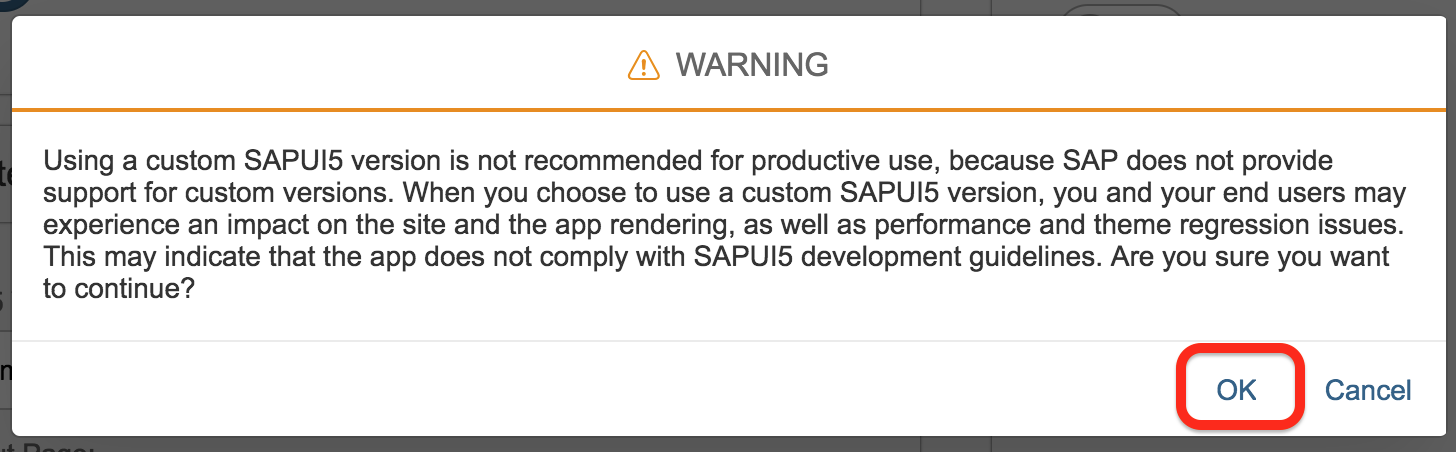 WARNING
Using a custom SAPUI5 version is not recommended for productive use, because SAP does not provide
support for custom versions. When you choose to use a custom SAPUI5 version, you and your end users may
experience an impact on the site and the app rendering, as well as performance and theme regression issues.
This may indicate that the app does not comply with SAPUI5 development guidelines. Are you sure you want
to continue?
OK Cancel